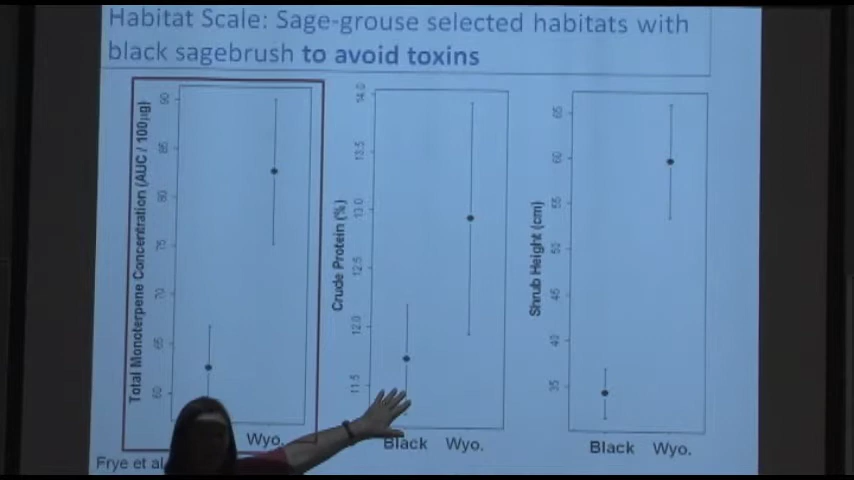 Habitat Scale: Sage-grouse selected habitats with
black sagebrush to avoid toxins
Total Monoterpene Concentration (AUC / 100μg)
90
85
80
75
70
65
60
Wyo.
Crude Protein (%)
14.0
13.5
13.0
12.5
12.0
11.5
Black Wyo.
Shrub Height (cm)
65
60
55
50
45
40
35
Black Wyo.
Frye et al